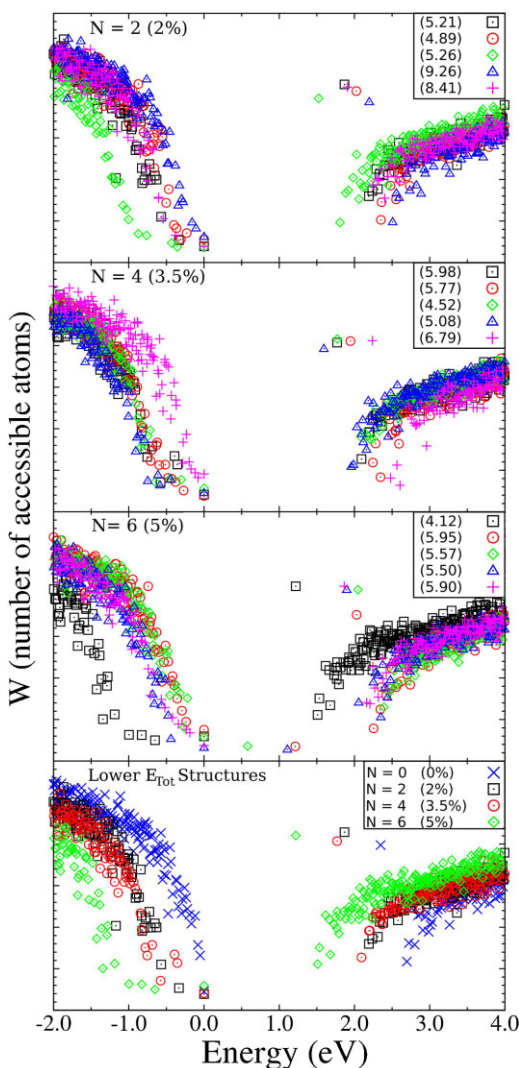 N = 2 (2%)
(5.21)
(4.89)
(5.26)
(9.26)
(8.41)
N = 4 (3.5%)
(5.98)
(5.77)
(4.52)
(5.08)
(6.79)
N= 6 (5%)
(4.12)
(5.95)
(5.57)
(5.50)
(5.90)
Lower ETot Structures
N = 0 (0%)
N = 2 (2%)
N = 4 (3.5%)
N = 6 (5%)
W (number of accessible atoms)
-2.0 -1.0 0.0 1.0 2.0 3.0 4.0
Energy (eV)